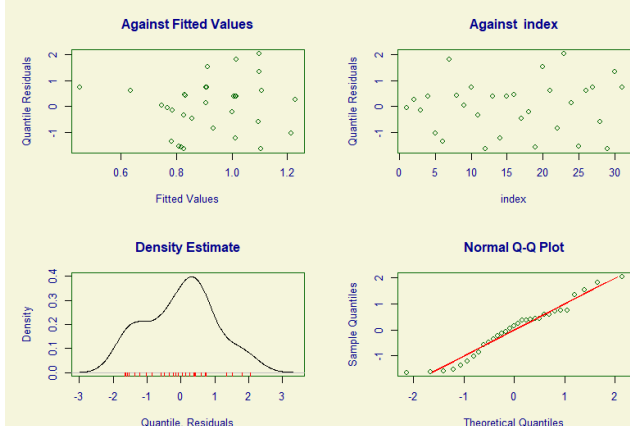 Against Fitted Values
Quantile Residuals
2
1
0
-1
0.6 0.8 1.0 1.2
Fitted Values
Against index
Quantile Residuals
2
1
0
-1
0 5 10 15 20 25 30
index
Density Estimate
Density
0.4
0.3
0.2
0.1
0.0
-3 -2 -1 0 1 2 3
Quantile. Residuals
Normal Q-Q Plot
Sample Quantiles
2
1
0
-1
-2 -1 0 1 2
Theoretical Quantiles